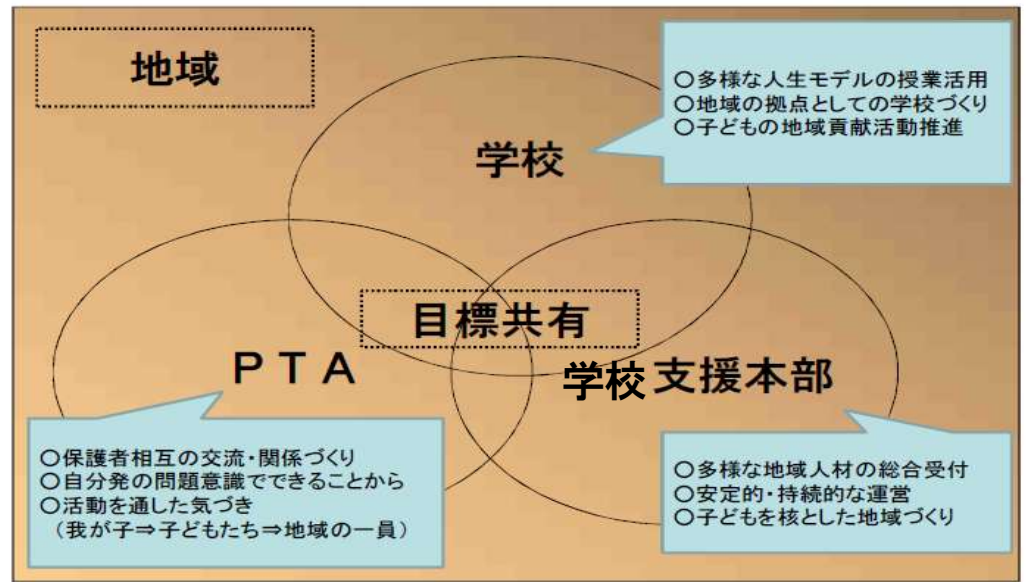 地域
○多様な人生モデルの授業活用
○地域の拠点としての学校づくり
○子どもの地域貢献活動推進
学校
目標共有
PTA
学校支援本部
○保護者相互の交流・関係づくり
○自分発の問題意識でできることから
○活動を通した気づき
(我が子⇒子どもたち⇒地域の一員)
○多様な地域人材の総合受付
○安定的・持続的な運営
○子どもを核とした地域づくり